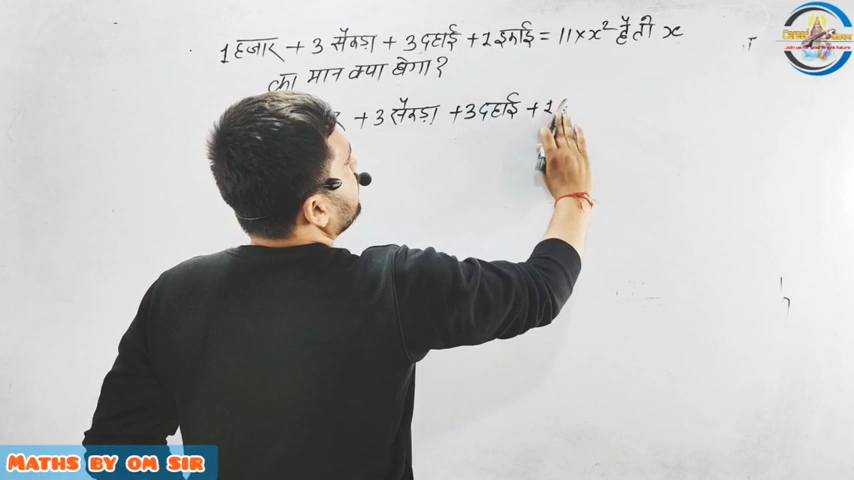 1 हजार + 3 सैकड़ा + 3 दहाई + 1 इकाई = 11 × x² है तो x
का मान क्या होगा ?
+ 3 सैकड़ा + 3 दहाई + 1
MATHS BY OM SIR